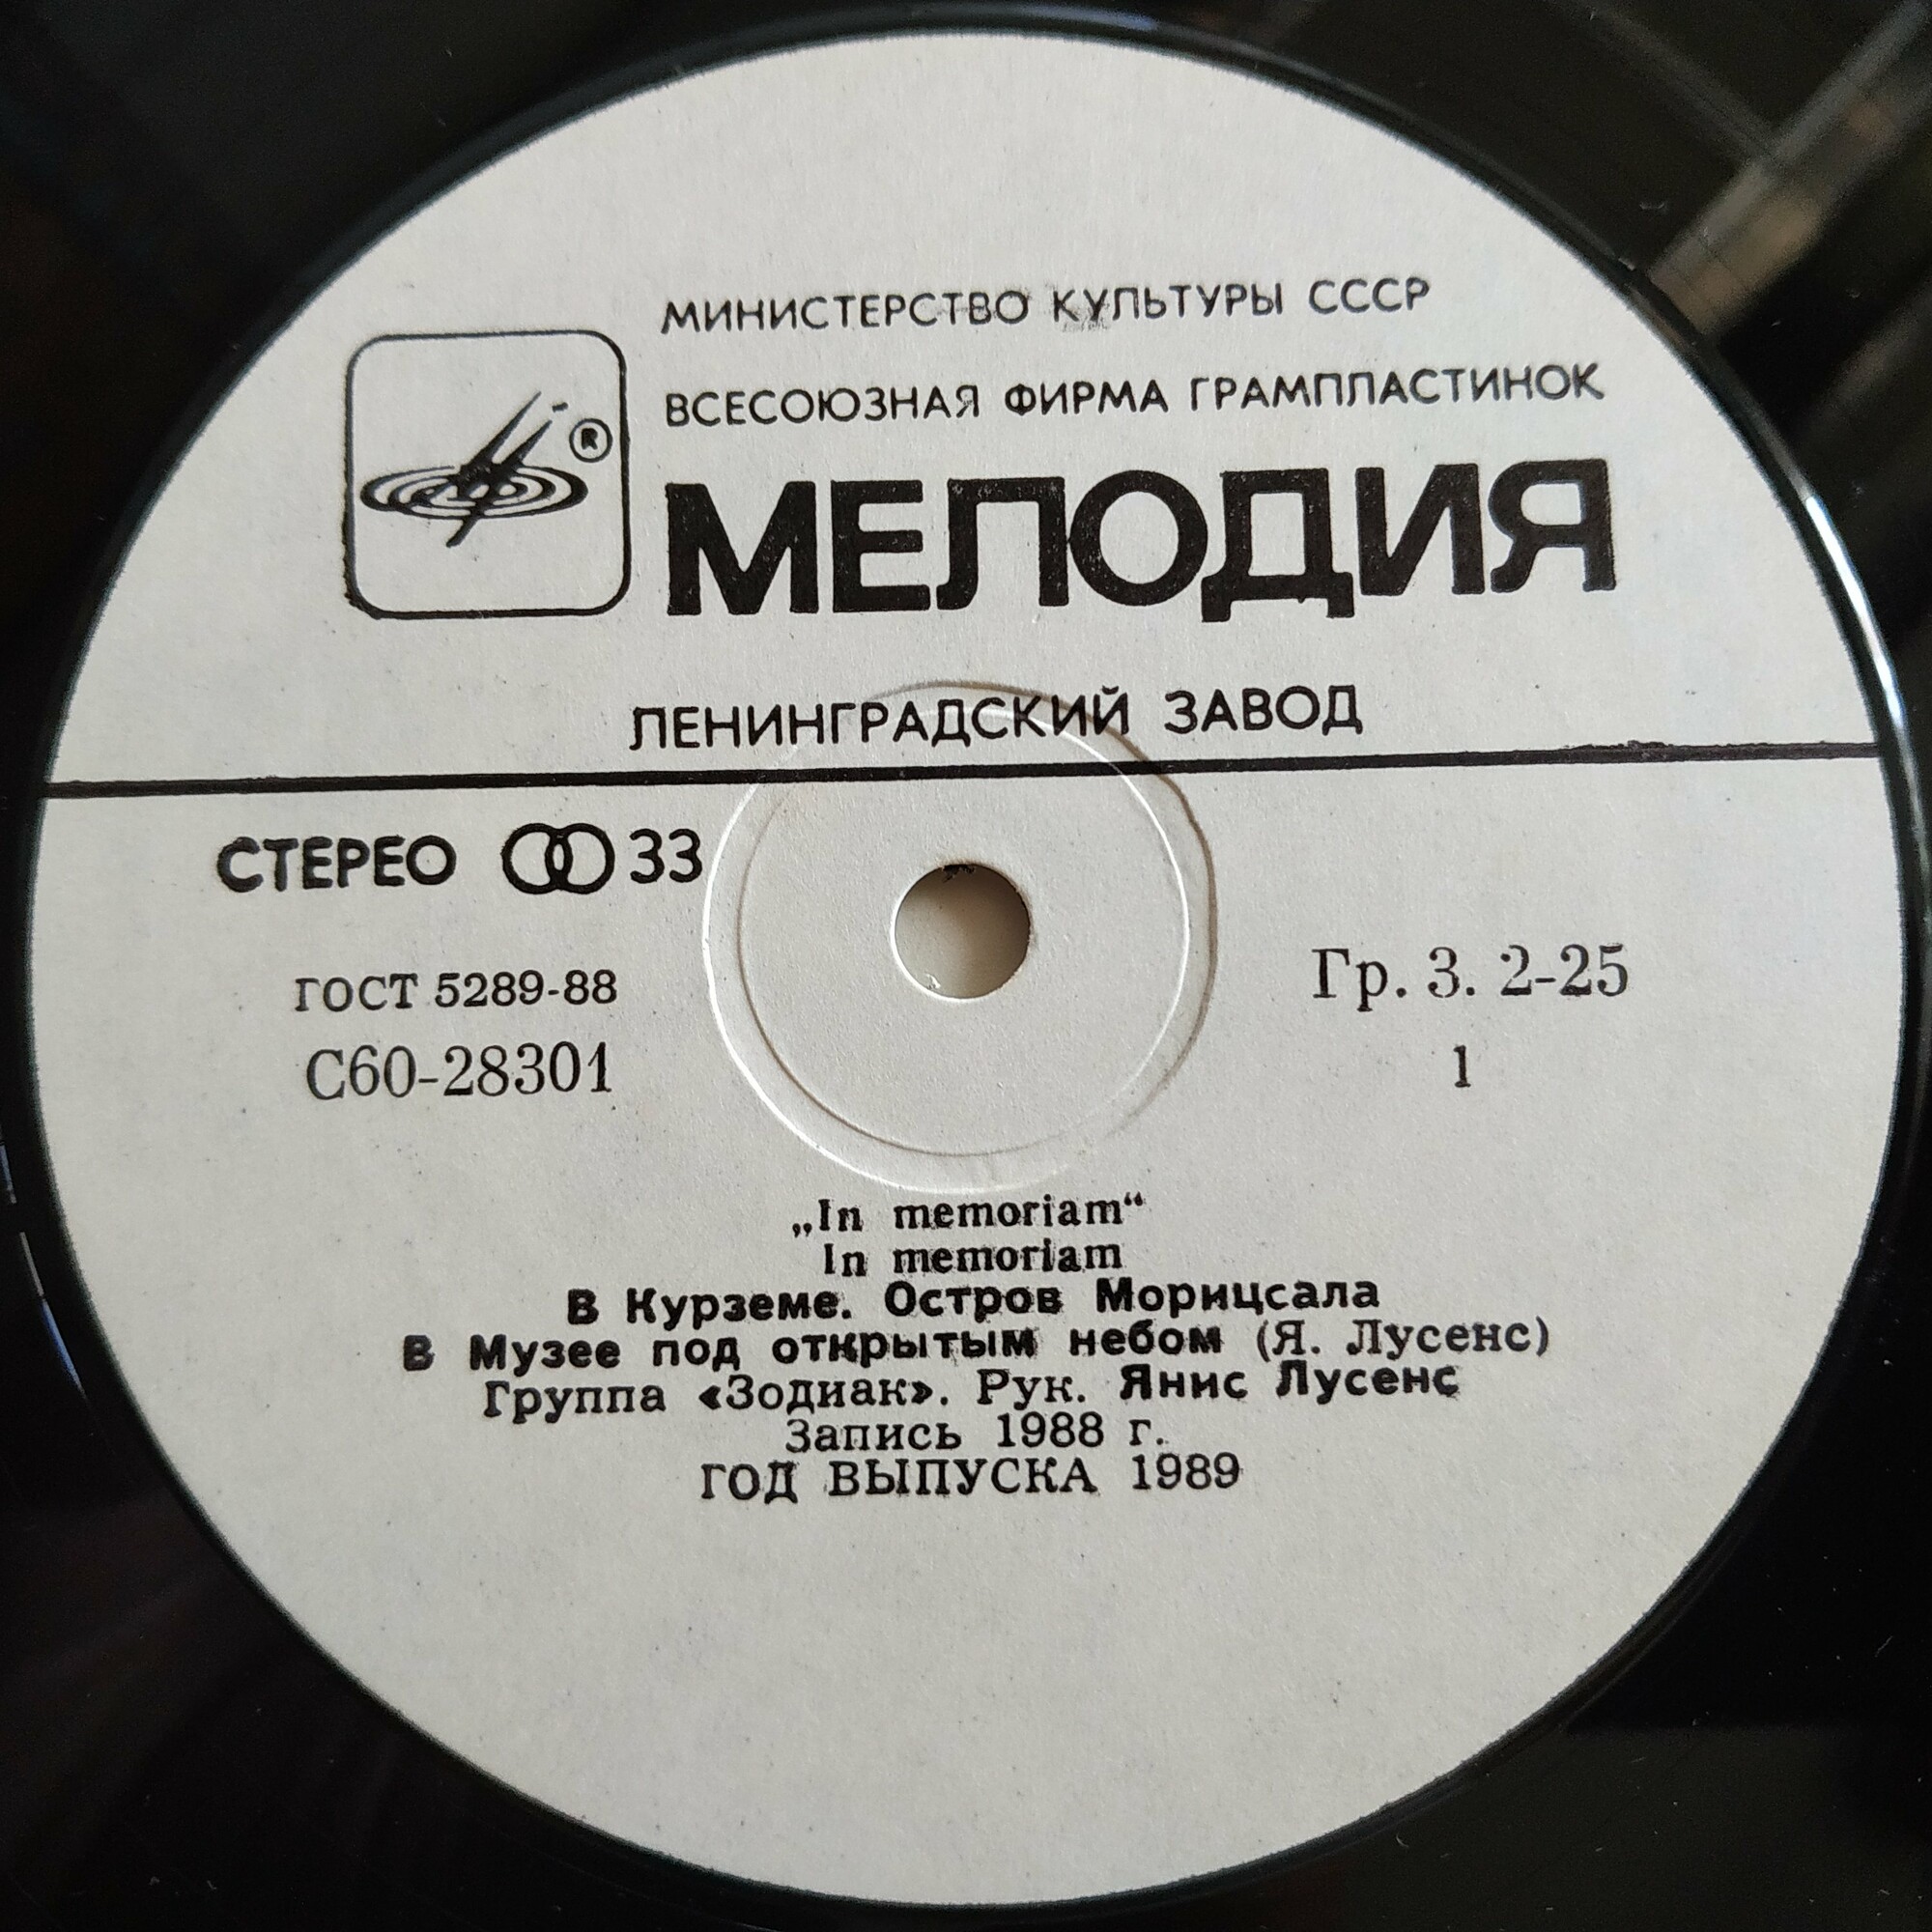 МИНИСТЕРСТВО КУЛЬТУРЫ СССР
ВСЕСОЮЗНАЯ ФИРМА ГРАМПЛАСТИНОК
®
МЕЛОДИЯ
ЛЕНИНГРАДСКИЙ ЗАВОД
СТЕРЕО 33
ГОСТ 5289-88
Гр. 3. 2-25
С60-28301
1
„In memoriam“
In memoriam
В Курземе. Остров Морицсала
В Музее под открытым небом (Я. Лусенс)
Группа «Зодиак». Рук. Янис Лусенс
Запись 1988 г.
ГОД ВЫПУСКА 1989